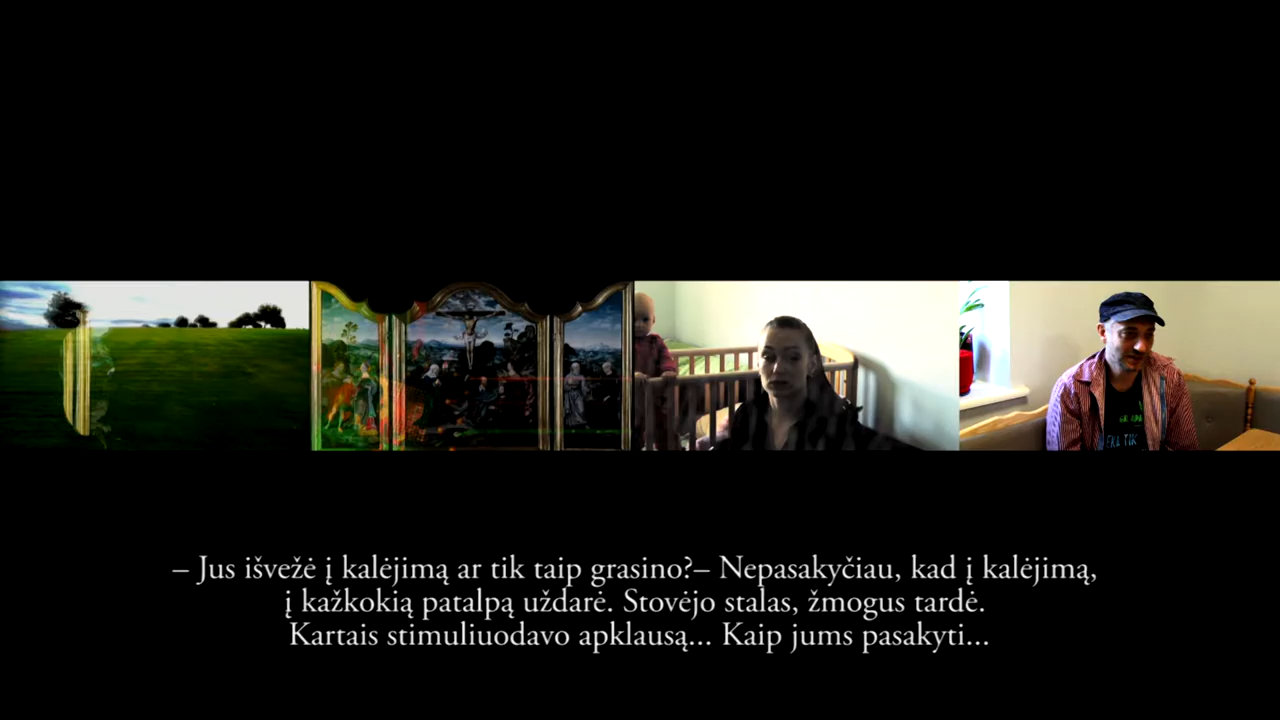 – Jus išvežė į kalėjimą ar tik taip grasino?– Nepasakyčiau, kad į kalėjimą,
į kažkokią patalpą uždarė. Stovėjo stalas, žmogus tardė.
Kartais stimuliuodavo apklausą... Kaip jums pasakyti...